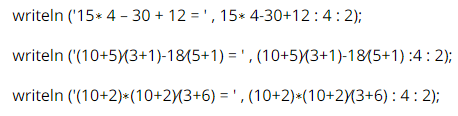 writeln ('15* 4 – 30 + 12 = ' , 15* 4-30+12 : 4 : 2);
writeln ('(10+5)/(3+1)-18/(5+1) = ' , (10+5)/(3+1)-18/(5+1) :4 : 2);
writeln ('(10+2)*(10+2)/(3+6) = ' , (10+2)*(10+2)/(3+6) : 4 : 2);